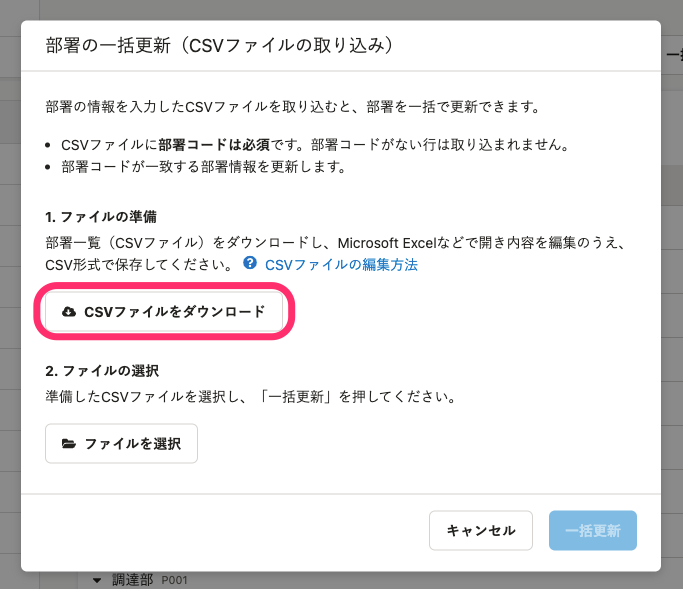 部署の一括更新（CSVファイルの取り込み）
部署の情報を入力したCSVファイルを取り込むと、部署を一括で更新できます。
• CSVファイルに部署コードは必須です。部署コードがない行は取り込まれません。
• 部署コードが一致する部署情報を更新します。
1. ファイルの準備
部署一覧（CSVファイル）をダウンロードし、Microsoft Excelなどで開き内容を編集のうえ、
CSV形式で保存してください。 ? CSVファイルの編集方法
CSVファイルをダウンロード
2. ファイルの選択
準備したCSVファイルを選択し、「一括更新」を押してください。
ファイルを選択
キャンセル 一括更新
調達部 P001